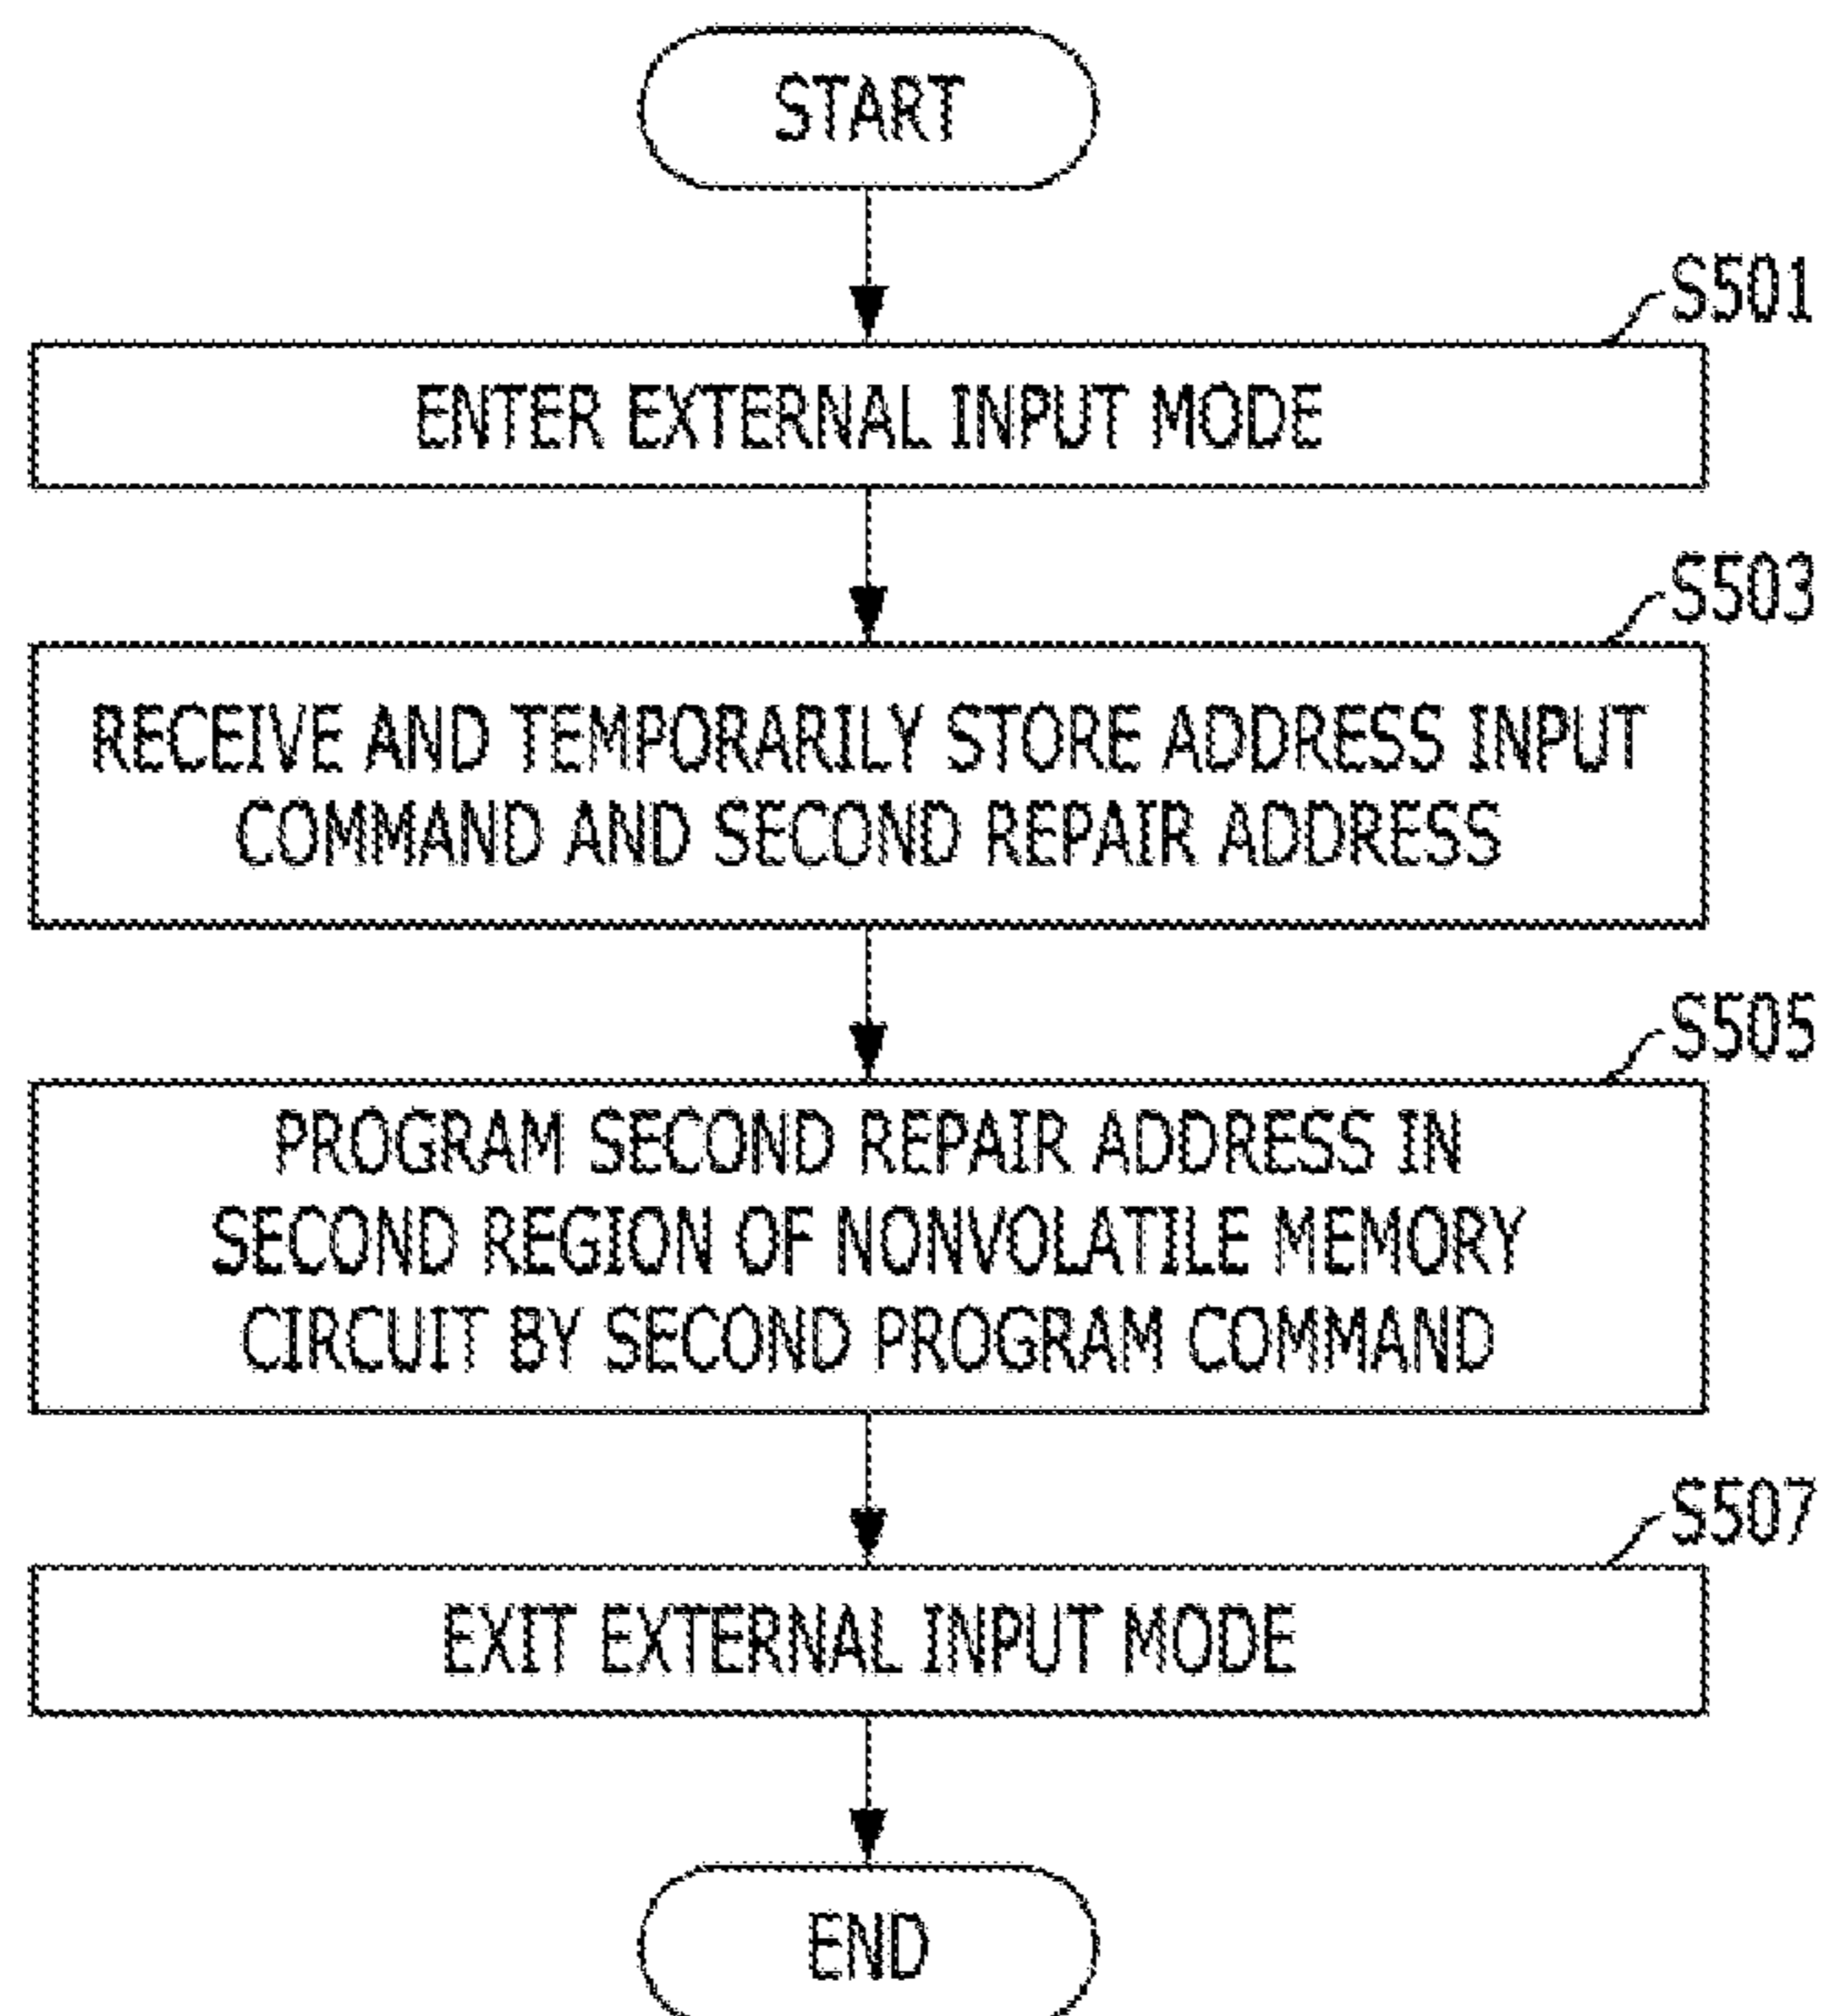 START
S501
ENTER EXTERNAL INPUT MODE
S503
RECEIVE AND TEMPORARILY STORE ADDRESS INPUT
COMMAND AND SECOND REPAIR ADDRESS
S505
PROGRAM SECOND REPAIR ADDRESS IN
SECOND REGION OF NONVOLATILE MEMORY
CIRCUIT BY SECOND PROGRAM COMMAND
S507
EXIT EXTERNAL INPUT MODE
END